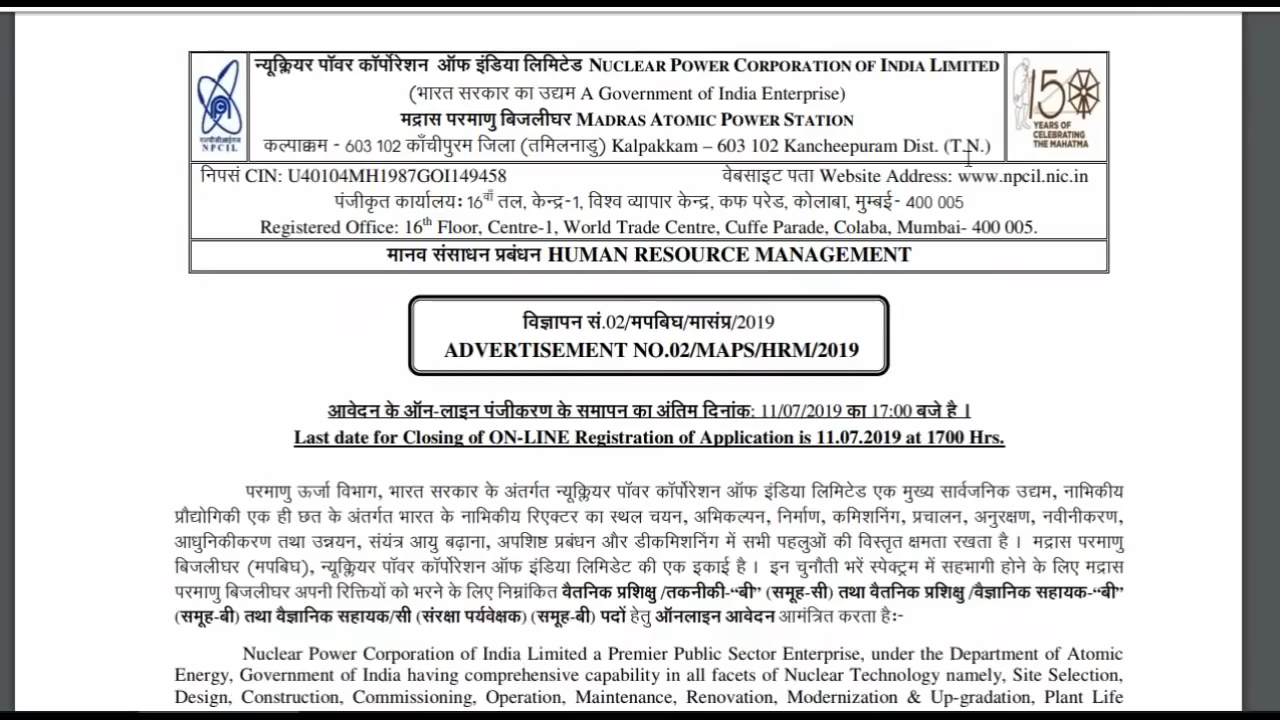 न्यूक्लियर पॉवर कॉर्पोरेशन ऑफ इंडिया लिमिटेड NUCLEAR POWER CORPORATION OF INDIA LIMITED
(भारत सरकार का उद्यम A Government of India Enterprise)
मद्रास परमाणु बिजलीघर MADRAS ATOMIC POWER STATION
कल्पाक्कम - 603 102 काँचीपुरम जिला (तमिलनाडु) Kalpakkam – 603 102 Kancheepuram Dist. (T.N.)
एनपीसीआईएल
NPCIL
150
YEARS OF
CELEBRATING
THE MAHATMA
निपसं CIN: U40104MH1987GOI149458 वेबसाइट पता Website Address: www.npcil.nic.in
पंजीकृत कार्यालय: 16वाँ तल, केन्द्र-1, विश्व व्यापार केन्द्र, कफ परेड, कोलाबा, मुम्बई- 400 005
Registered Office: 16th Floor, Centre-1, World Trade Centre, Cuffe Parade, Colaba, Mumbai- 400 005.
मानव संसाधन प्रबंधन HUMAN RESOURCE MANAGEMENT
विज्ञापन सं.02/मपबिघ/मासंप्र/2019
ADVERTISEMENT NO.02/MAPS/HRM/2019
आवेदन के ऑन-लाइन पंजीकरण के समापन का अंतिम दिनांक: 11/07/2019 का 17:00 बजे है ।
Last date for Closing of ON-LINE Registration of Application is 11.07.2019 at 1700 Hrs.
परमाणु ऊर्जा विभाग, भारत सरकार के अंतर्गत न्यूक्लियर पॉवर कॉर्पोरेशन ऑफ इंडिया लिमिटेड एक मुख्य सार्वजनिक उद्यम, नाभिकीय
प्रौद्योगिकी एक ही छत के अंतर्गत भारत के नाभिकीय रिएक्टर का स्थल चयन, अभिकल्पन, निर्माण, कमिशनिंग, प्रचालन, अनुरक्षण, नवीनीकरण,
आधुनिकीकरण तथा उन्नयन, संयंत्र आयु बढ़ाना, अपशिष्ट प्रबंधन और डीकमिशनिंग में सभी पहलुओं की विस्तृत क्षमता रखता है । मद्रास परमाणु
बिजलीघर (मपबिघ), न्यूक्लियर पॉवर कॉर्पोरेशन ऑफ इंडिया लिमिडेट की एक इकाई है । इन चुनौती भरें स्पेक्ट्रम में सहभागी होने के लिए मद्रास
परमाणु बिजलीघर अपनी रिक्तियों को भरने के लिए निम्नांकित वैतनिक प्रशिक्षु /तकनीकी-“बी” (समूह-सी) तथा वैतनिक प्रशिक्षु /वैज्ञानिक सहायक-“बी”
(समूह-बी) तथा वैज्ञानिक सहायक/सी (संरक्षा पर्यवेक्षक) (समूह-बी) पदों हेतु ऑनलाइन आवेदन आमंत्रित करता है:-
Nuclear Power Corporation of India Limited a Premier Public Sector Enterprise, under the Department of Atomic
Energy, Government of India having comprehensive capability in all facets of Nuclear Technology namely, Site Selection,
Design, Construction, Commissioning, Operation, Maintenance, Renovation, Modernization & Up-gradation, Plant Life